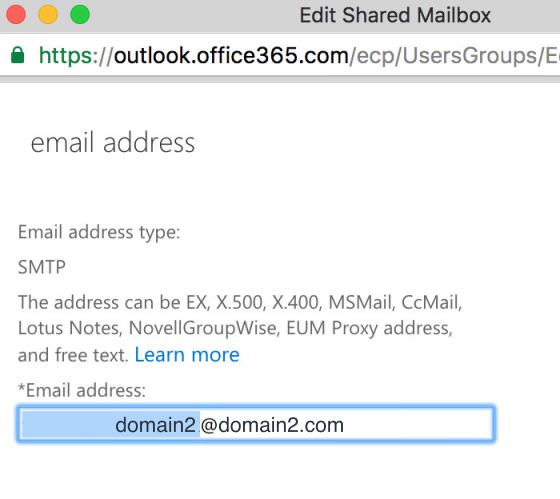 Edit Shared Mailbox
https://outlook.office365.com/ecp/UsersGroups/E
email address
Email address type:
SMTP
The address can be EX, X.500, X.400, MSMail, CcMail,
Lotus Notes, NovellGroupWise, EUM Proxy address,
and free text. Learn more
*Email address:
domain2@domain2.com